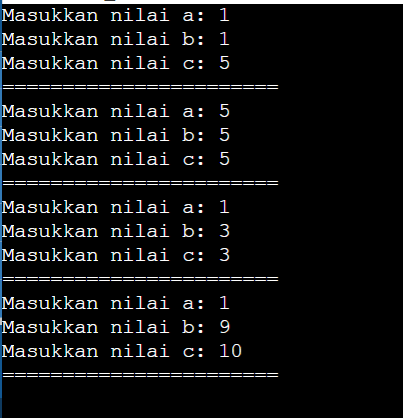 Masukkan nilai a: 1
Masukkan nilai b: 1
Masukkan nilai c: 5
=======================
Masukkan nilai a: 5
Masukkan nilai b: 5
Masukkan nilai c: 5
=======================
Masukkan nilai a: 1
Masukkan nilai b: 3
Masukkan nilai c: 3
=======================
Masukkan nilai a: 1
Masukkan nilai b: 9
Masukkan nilai c: 10
=======================